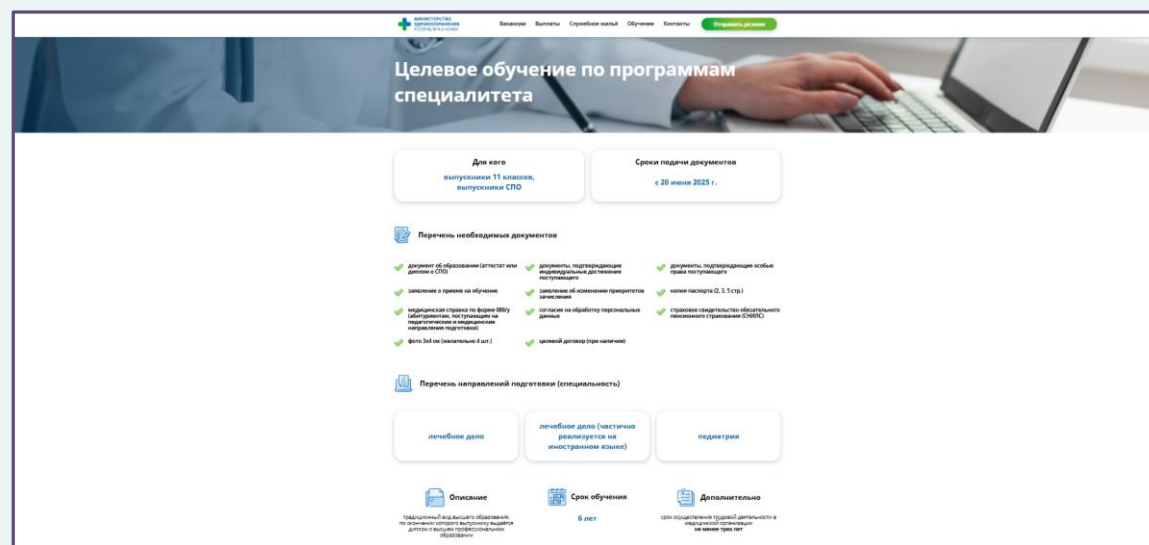 МИНИСТЕРСТВО
ЗДРАВООХРАНЕНИЯ
РЕСПУБЛИКИ КОМИ
Вакансии Выплаты Служебное жильё Обучение Контакты Отправить резюме
Целевое обучение по программам
специалитета
Для кого
выпускники 11 классов,
выпускники СПО
Сроки подачи документов
с 20 июня 2025 г.
Перечень необходимых документов
документ об образовании (аттестат или
диплом о СПО)
документы, подтверждающие
индивидуальные достижения
поступающего
документы, подтверждающие особые
права поступающего
заявление о приеме на обучение
заявление об изменении приоритетов
зачисления
копия паспорта (2, 3, 5 стр.)
медицинская справка по форме 086/у
(абитуриентам, поступающим на
педагогические и медицинские
направления подготовки)
согласие на обработку персональных
данных
страховое свидетельство обязательного
пенсионного страхования (СНИЛС)
фото 3х4 см (желательно 4 шт.)
целевой договор (при наличии)
Перечень направлений подготовки (специальность)
лечебное дело
лечебное дело (частично
реализуется на
иностранном языке)
педиатрия
Описание
традиционный вид высшего образования,
по окончании которого выпускнику выдаётся
диплом о высшем профессиональном
образовании
Срок обучения
6 лет
Дополнительно
срок осуществления трудовой деятельности в
медицинской организации
не менее трех лет